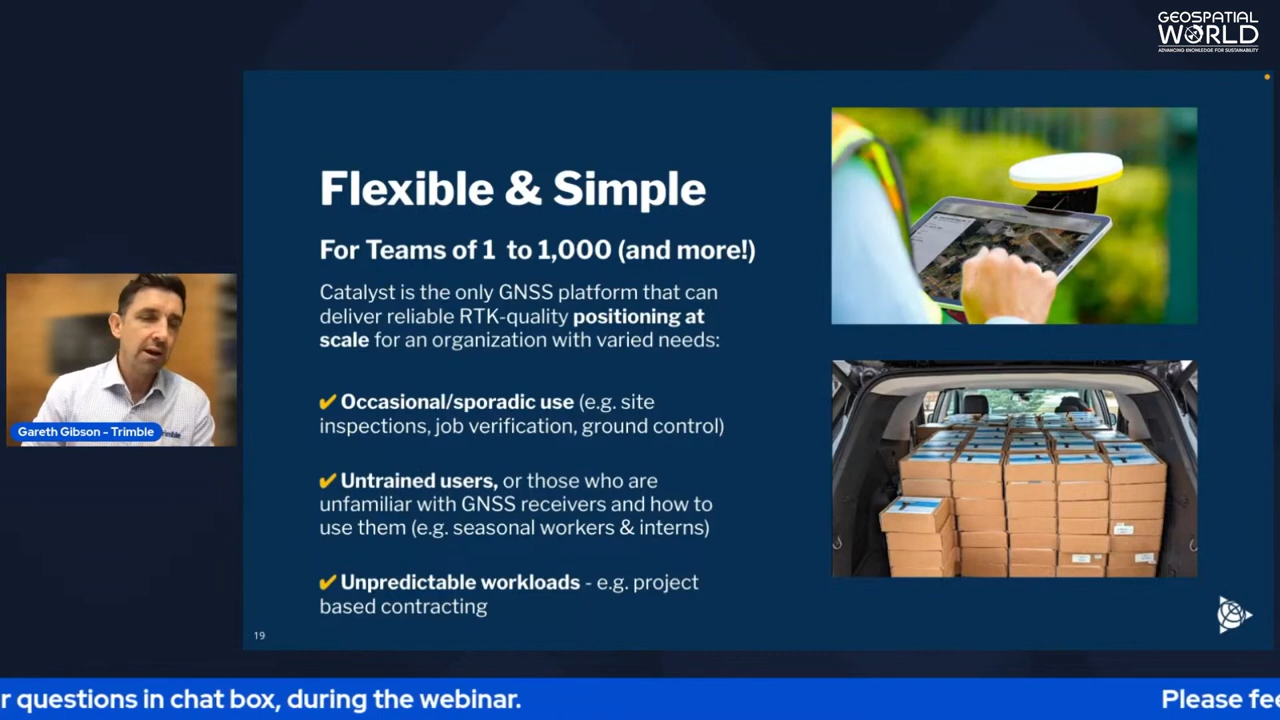 GEOSPATIAL
WORLD
ADVANCING KNOWLEDGE FOR SUSTAINABILITY
Flexible & Simple
For Teams of 1 to 1,000 (and more!)
Catalyst is the only GNSS platform that can
deliver reliable RTK-quality positioning at
scale for an organization with varied needs:
✔ Occasional/sporadic use (e.g. site
inspections, job verification, ground control)
✔ Untrained users, or those who are
unfamiliar with GNSS receivers and how to
use them (e.g. seasonal workers & interns)
✔ Unpredictable workloads - e.g. project
based contracting
19
Gareth Gibson - Trimble
r questions in chat box, during the webinar.
Please fee